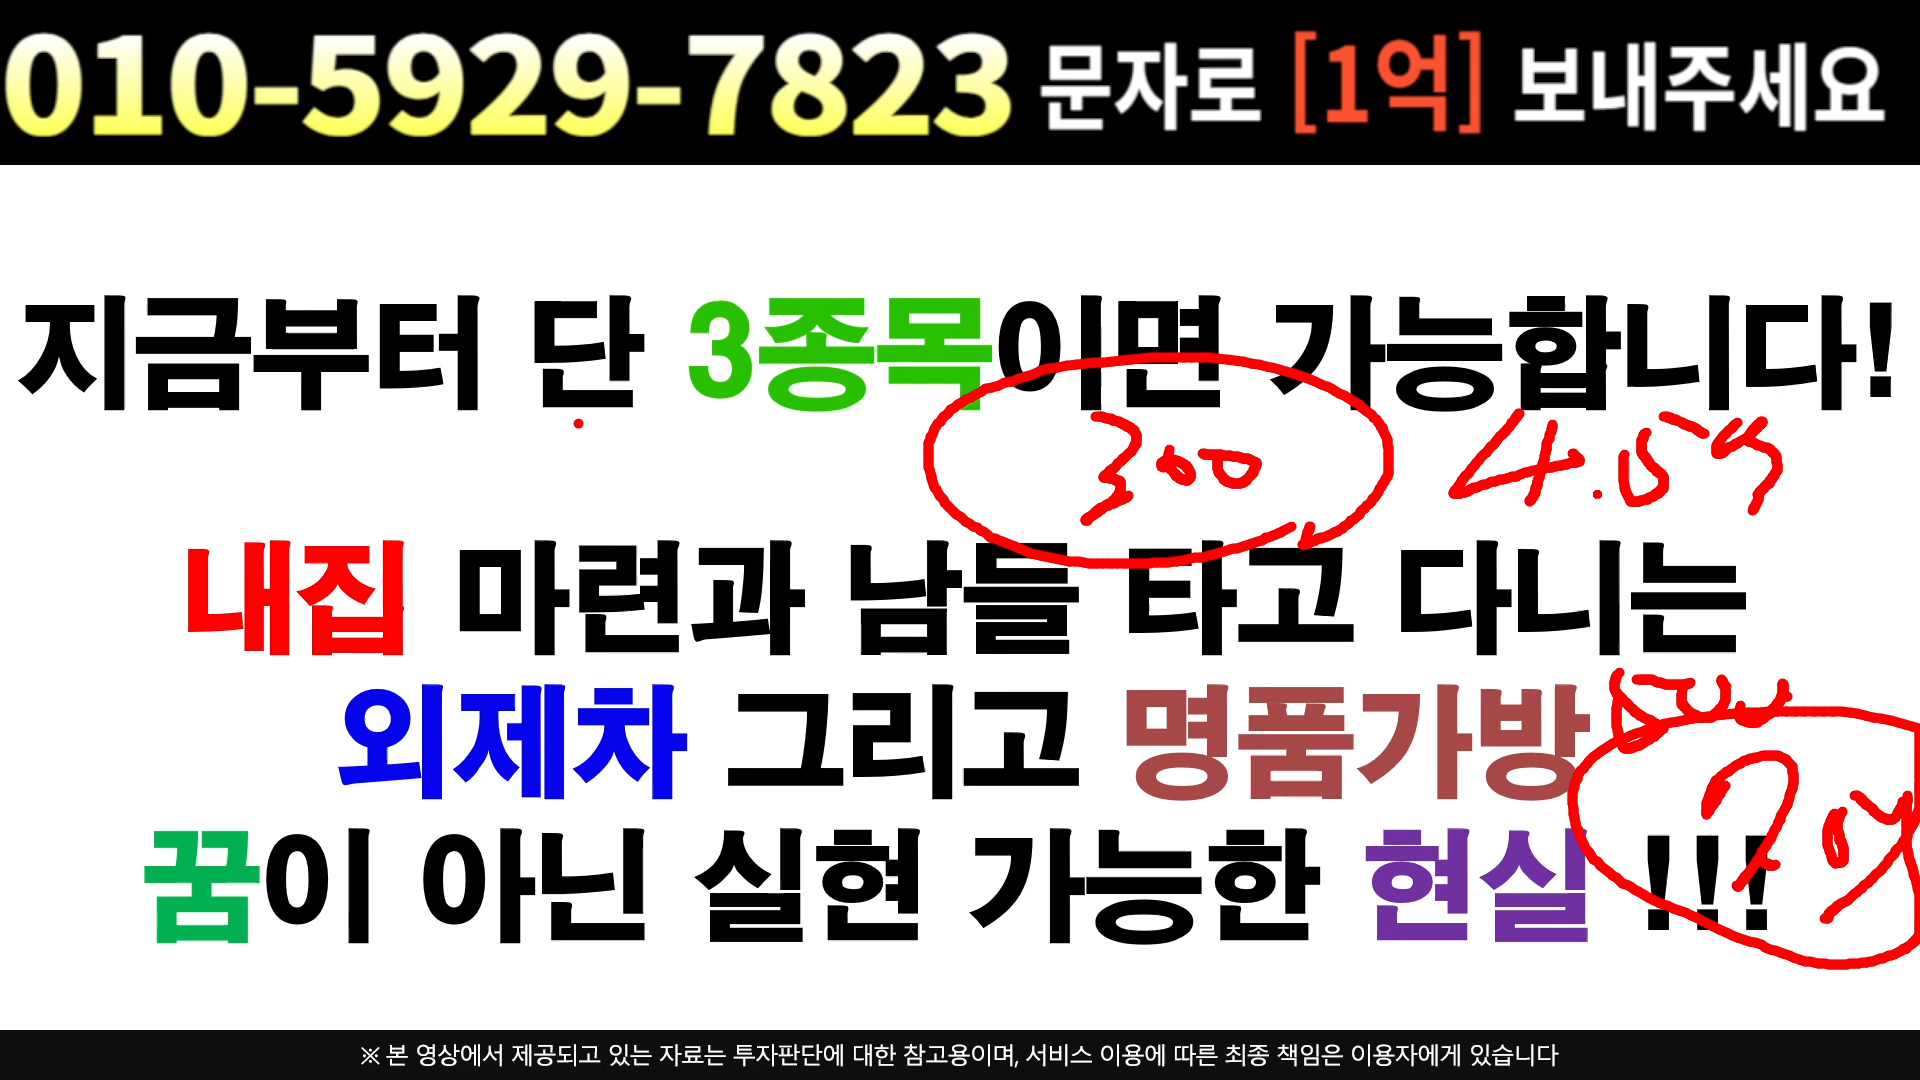 010-5929-7823 문자로 [1억] 보내주세요
지금부터 단 3종목이면 가능합니다!
300 4.5억
내집 마련과 남들 타고 다니는
외제차 그리고 명품가방
꿈이 아닌 실현 가능한 현실 !!!
※ 본 영상에서 제공되고 있는 자료는 투자판단에 대한 참고용이며, 서비스 이용에 따른 최종 책임은 이용자에게 있습니다